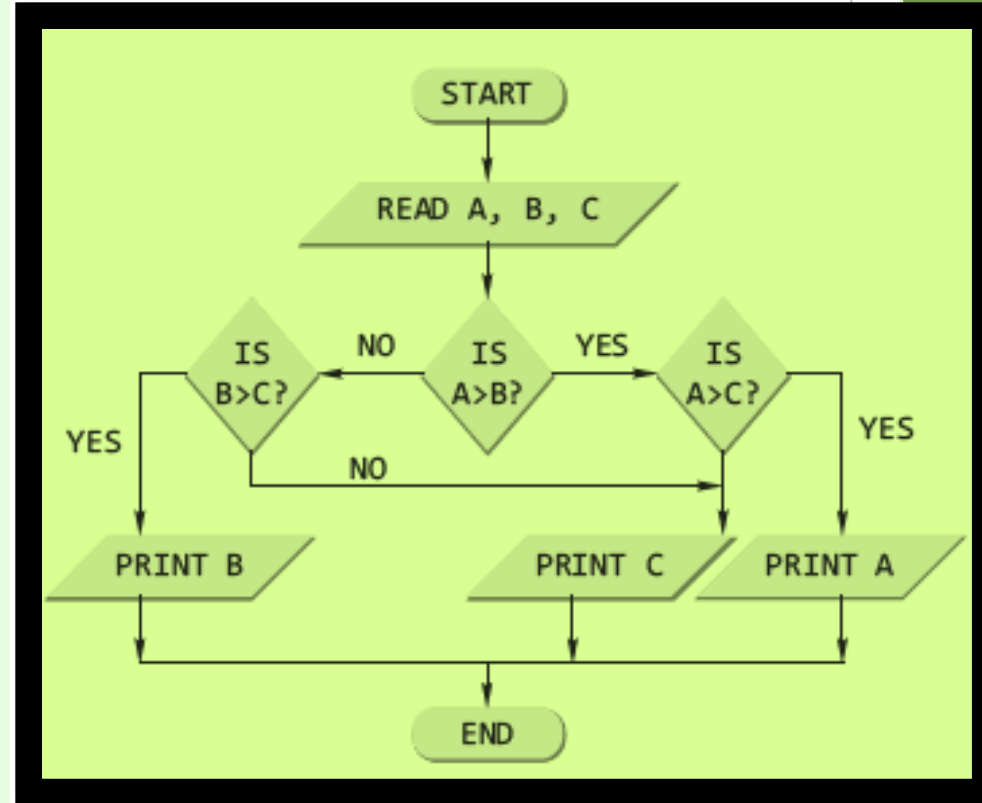 START
READ A, B, C
IS
B>C?
NO
IS
A>B?
YES
IS
A>C?
YES
NO
YES
PRINT B
PRINT C
PRINT A
END